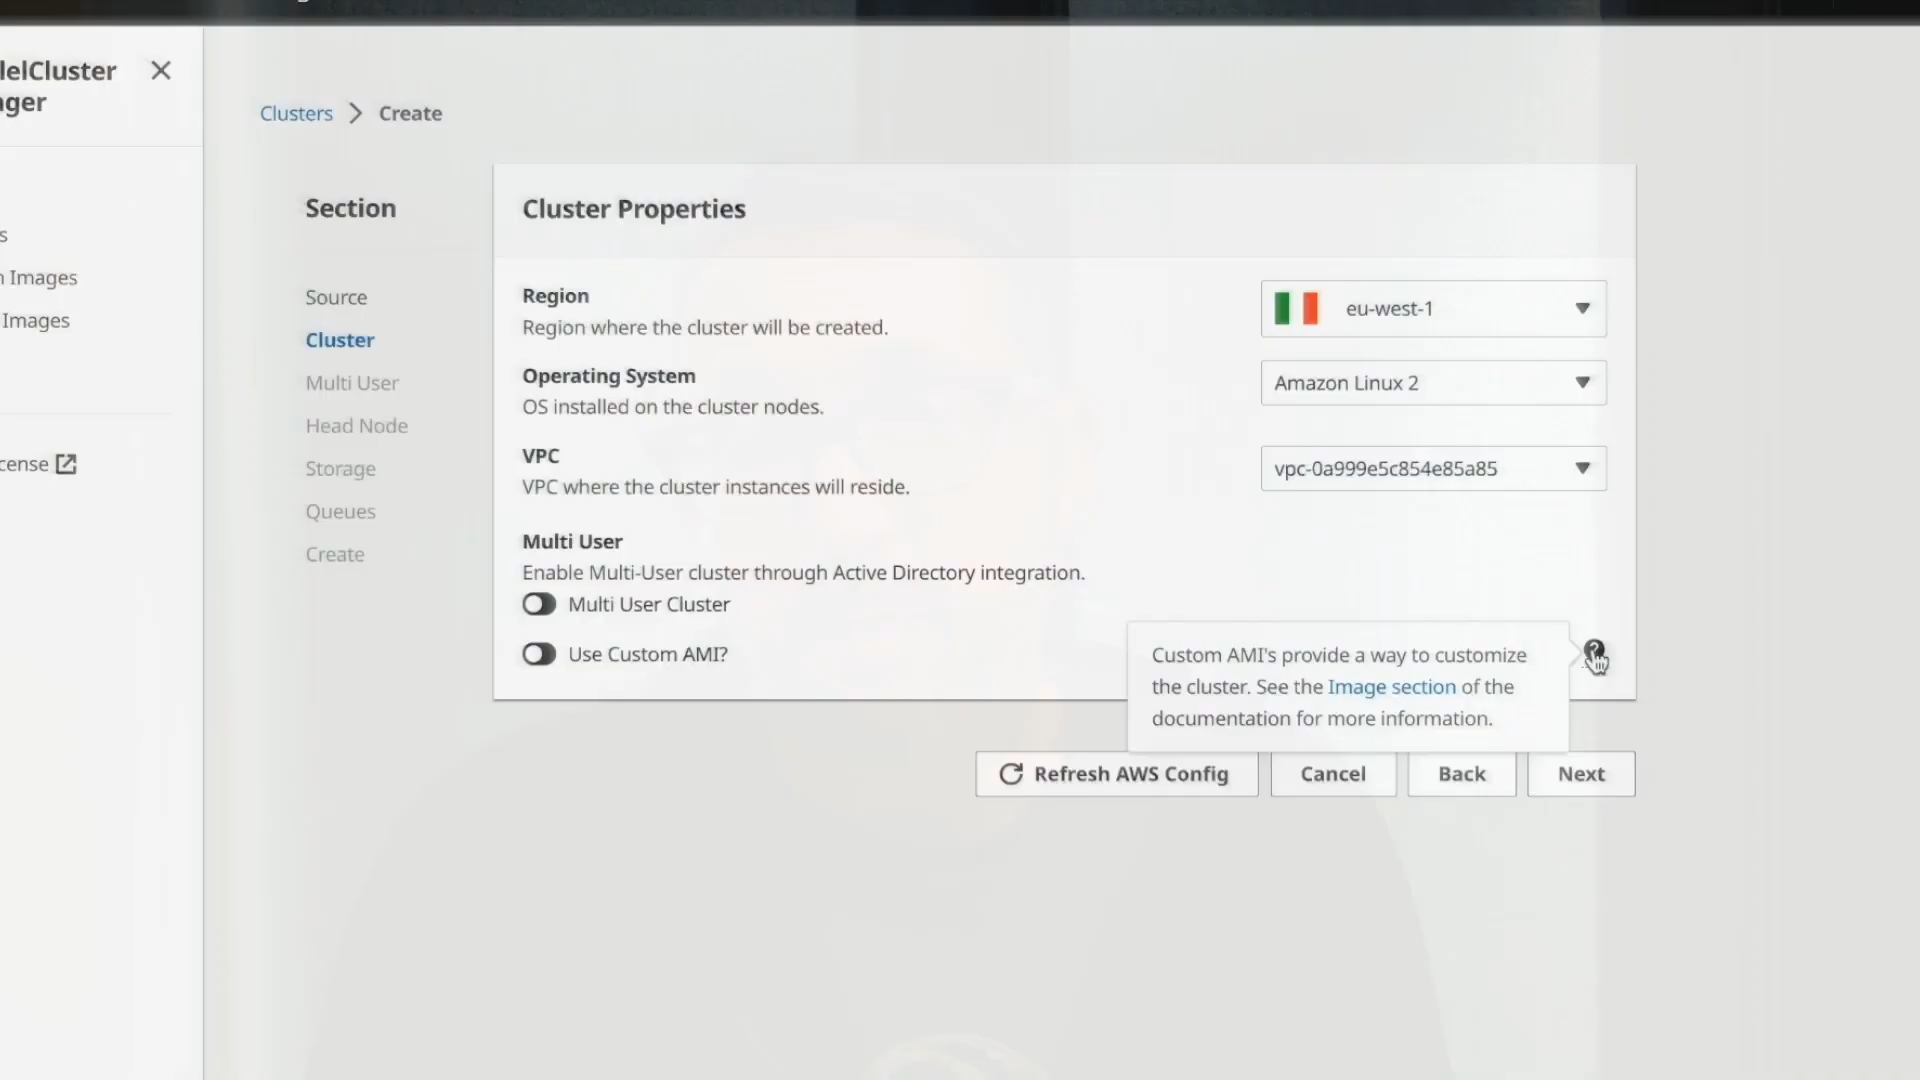 lelCluster
ager
Clusters > Create
Section
Source
Cluster
Multi User
Head Node
Storage
Queues
Create
s
n Images
Images
cense
Cluster Properties
Region
Region where the cluster will be created.
eu-west-1
Operating System
OS installed on the cluster nodes.
Amazon Linux 2
VPC
VPC where the cluster instances will reside.
vpc-0a999e5c854e85a85
Multi User
Enable Multi-User cluster through Active Directory integration.
Multi User Cluster
Use Custom AMI?
Custom AMI's provide a way to customize
the cluster. See the Image section of the
documentation for more information.
Refresh AWS Config
Cancel
Back
Next